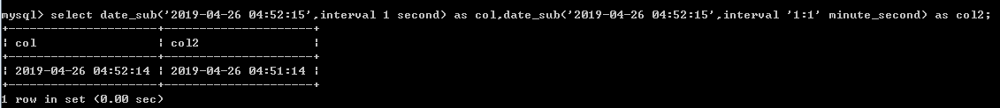 mysql> select date_sub('2019-04-26 04:52:15',interval 1 second) as col,date_sub('2019-04-26 04:52:15',interval '1:1' minute_second) as col2;
+---------------------+---------------------+
¦ col                 ¦ col2                ¦
+---------------------+---------------------+
¦ 2019-04-26 04:52:14 ¦ 2019-04-26 04:51:14 ¦
+---------------------+---------------------+
1 row in set (0.00 sec)